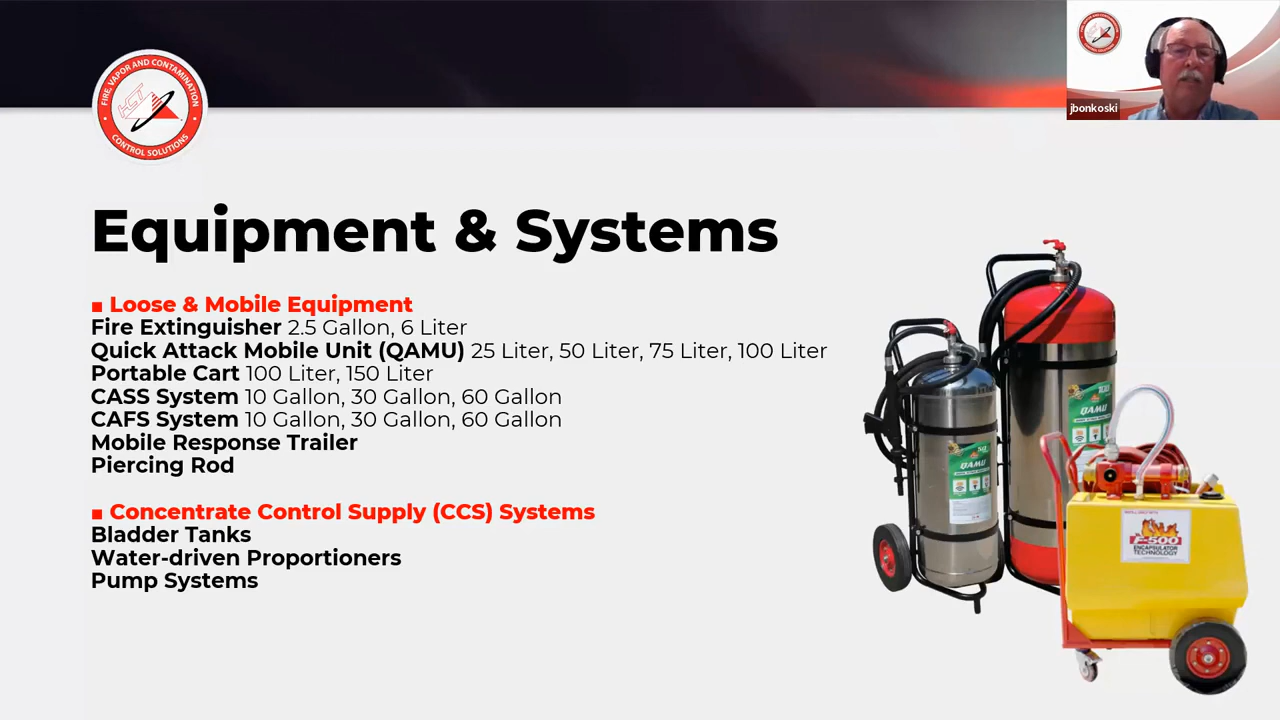 FIRE, VAPOR AND CONTAMINATION
HCT
CONTROL SOLUTIONS
jbonkoski
Equipment & Systems
■ Loose & Mobile Equipment
Fire Extinguisher 2.5 Gallon, 6 Liter
Quick Attack Mobile Unit (QAMU) 25 Liter, 50 Liter, 75 Liter, 100 Liter
Portable Cart 100 Liter, 150 Liter
CASS System 10 Gallon, 30 Gallon, 60 Gallon
CAFS System 10 Gallon, 30 Gallon, 60 Gallon
Mobile Response Trailer
Piercing Rod
■ Concentrate Control Supply (CCS) Systems
Bladder Tanks
Water-driven Proportioners
Pump Systems
QAMU
QAMU
F-500
ENCAPSULATOR
TECHNOLOGY